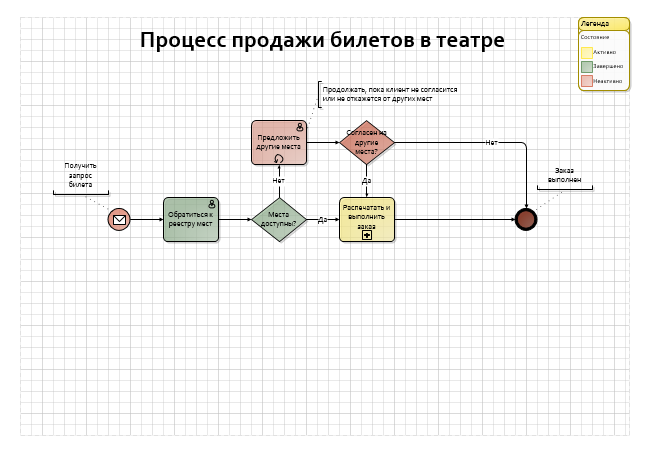 Процесс продажи билетов в театре
Легенда
Состояние
Активно
Завершено
Неактивно
Продолжать, пока клиент не согласится
или не откажется от других мест
Предложить
другие места
Согласен на
другие
места?
Нет
Получить
запрос
билета
Заказ
выполнен
Нет
Да
Обратиться к
реестру мест
Места
доступны?
Да
Распечатать и
выполнить
заказ